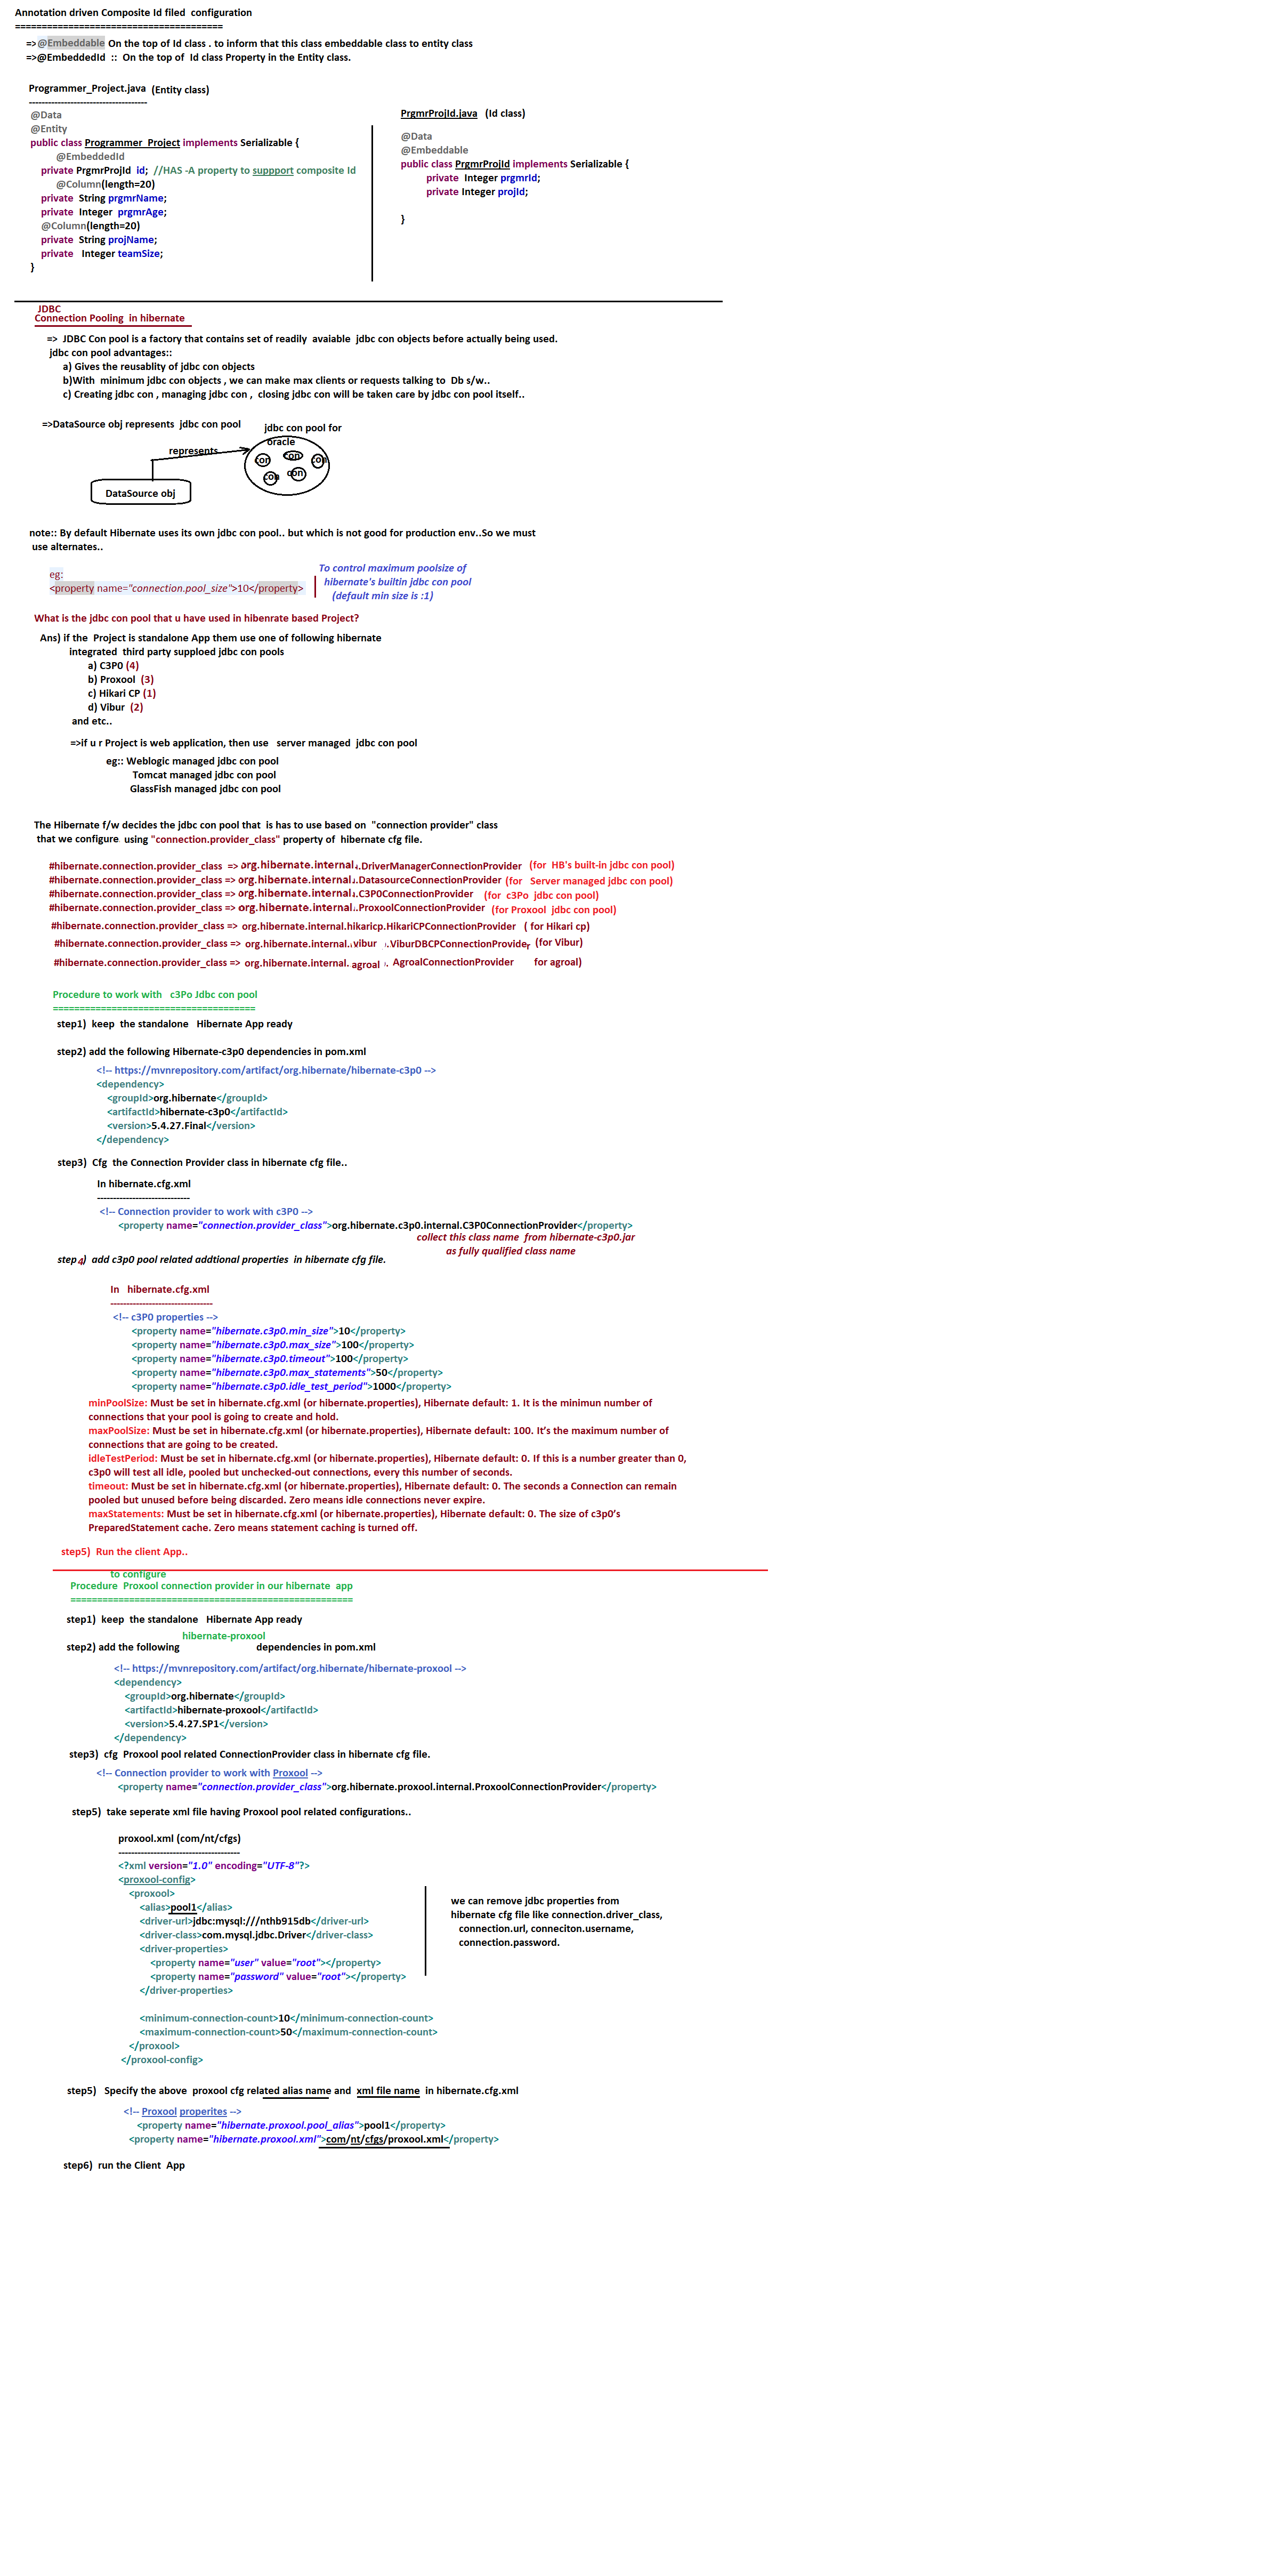 Annotation driven Composite Id filed  configuration
=======================================
=>@Embeddable On the top of Id class . to inform that this class embeddable class to entity class
=>@EmbeddedId  ::  On the top of  Id class Property in the Entity class.
Programmer_Project.java  (Entity class)
-------------------------------------
@Data
@Entity
public class Programmer_Project implements Serializable {
@EmbeddedId
private PrgmrProjId  id;  //HAS -A property to suppport composite Id
@Column(length=20)
private  String prgmrName;
private  Integer  prgmrAge;
@Column(length=20)
private  String projName;
private   Integer teamSize;
}
PrgmrProjId.java   (Id class)
@Data
@Embeddable
public class PrgmrProjId implements Serializable {
private  Integer prgmrId;
private Integer projId;
}
JDBC
Connection Pooling  in hibernate
=>  JDBC Con pool is a factory that contains set of readily  avaiable  jdbc con objects before actually being used.
jdbc con pool advantages::
a) Gives the reusablity of jdbc con objects
b)With  minimum jdbc con objects , we can make max clients or requests talking to  Db s/w..
c) Creating jdbc con , managing jdbc con ,  closing jdbc con will be taken care by jdbc con pool itself..
=>DataSource obj represents  jdbc con pool
jdbc con pool for
oracle
represents
con
con
con
con
con
DataSource obj
note:: By default Hibernate uses its own jdbc con pool.. but which is not good for production env..So we must
use alternates..
eg:
<property name="connection.pool_size">10</property>
To control maximum poolsize of
hibernate's builtin jdbc con pool
(default min size is :1)
What is the jdbc con pool that u have used in hibenrate based Project?
Ans) if the  Project is standalone App them use one of following hibernate
integrated  third party supploed jdbc con pools
a) C3P0 (4)
b) Proxool  (3)
c) Hikari CP (1)
d) Vibur  (2)
and etc..
=>if u r Project is web application, then use   server managed  jdbc con pool
eg:: Weblogic managed jdbc con pool
Tomcat managed jdbc con pool
GlassFish managed jdbc con pool
The Hibernate f/w decides the jdbc con pool that  is has to use based on  "connection provider" class
that we configure  using "connection.provider_class" property of  hibernate cfg file.
#hibernate.connection.provider_class  => org.hibernate.internal..DriverManagerConnectionProvider   (for  HB's built-in jdbc con pool)
#hibernate.connection.provider_class => org.hibernate.internal..DatasourceConnectionProvider (for   Server managed jdbc con pool)
#hibernate.connection.provider_class => org.hibernate.internal..C3P0ConnectionProvider    (for  c3Po  jdbc con pool)
#hibernate.connection.provider_class => org.hibernate.internal..ProxoolConnectionProvider   (for Proxool  jdbc con pool)
#hibernate.connection.provider_class =>  org.hibernate.internal.hikaricp.HikariCPConnectionProvider   ( for Hikari cp)
#hibernate.connection.provider_class =>  org.hibernate.internal.vibur .ViburDBCPConnectionProvider  (for Vibur)
#hibernate.connection.provider_class =>  org.hibernate.internal. agroal . AgroalConnectionProvider      for agroal)
Procedure to work with   c3Po Jdbc con pool
======================================
step1)  keep  the standalone   Hibernate App ready
step2) add the following Hibernate-c3p0 dependencies in pom.xml
<!-- https://mvnrepository.com/artifact/org.hibernate/hibernate-c3p0 -->
<dependency>
<groupId>org.hibernate</groupId>
<artifactId>hibernate-c3p0</artifactId>
<version>5.4.27.Final</version>
</dependency>
step3)  Cfg  the Connection Provider class in hibernate cfg file..
In hibernate.cfg.xml
-----------------------------
<!-- Connection provider to work with c3P0 -->
<property name="connection.provider_class">org.hibernate.c3p0.internal.C3P0ConnectionProvider</property>
collect this class name  from hibernate-c3p0.jar
as fully qualified class name
step4)  add c3p0 pool related addtional properties  in hibernate cfg file.
In   hibernate.cfg.xml
--------------------------------
<!-- c3P0 properties -->
<property name="hibernate.c3p0.min_size">10</property>
<property name="hibernate.c3p0.max_size">100</property>
<property name="hibernate.c3p0.timeout">100</property>
<property name="hibernate.c3p0.max_statements">50</property>
<property name="hibernate.c3p0.idle_test_period">1000</property>
minPoolSize: Must be set in hibernate.cfg.xml (or hibernate.properties), Hibernate default: 1. It is the minimun number of
connections that your pool is going to create and hold.
maxPoolSize: Must be set in hibernate.cfg.xml (or hibernate.properties), Hibernate default: 100. It's the maximum number of
connections that are going to be created.
idleTestPeriod: Must be set in hibernate.cfg.xml (or hibernate.properties), Hibernate default: 0. If this is a number greater than 0,
c3p0 will test all idle, pooled but unchecked-out connections, every this number of seconds.
timeout: Must be set in hibernate.cfg.xml (or hibernate.properties), Hibernate default: 0. The seconds a Connection can remain
pooled but unused before being discarded. Zero means idle connections never expire.
maxStatements: Must be set in hibernate.cfg.xml (or hibernate.properties), Hibernate default: 0. The size of c3p0's
PreparedStatement cache. Zero means statement caching is turned off.
step5)  Run the client App..
to configure
Procedure  Proxool connection provider in our hibernate  app
=====================================================
step1)  keep  the standalone   Hibernate App ready
hibernate-proxool
step2) add the following dependencies in pom.xml
<!-- https://mvnrepository.com/artifact/org.hibernate/hibernate-proxool -->
<dependency>
<groupId>org.hibernate</groupId>
<artifactId>hibernate-proxool</artifactId>
<version>5.4.27.SP1</version>
</dependency>
step3)  cfg  Proxool pool related ConnectionProvider class in hibernate cfg file.
<!-- Connection provider to work with Proxool -->
<property name="connection.provider_class">org.hibernate.proxool.internal.ProxoolConnectionProvider</property>
step5)  take seperate xml file having Proxool pool related configurations..
proxool.xml (com/nt/cfgs)
--------------------------------------
<?xml version="1.0" encoding="UTF-8"?>
<proxool-config>
<proxool>
<alias>pool1</alias>
<driver-url>jdbc:mysql:///nthb915db</driver-url>
<driver-class>com.mysql.jdbc.Driver</driver-class>
<driver-properties>
<property name="user" value="root"></property>
<property name="password" value="root"></property>
</driver-properties>
<minimum-connection-count>10</minimum-connection-count>
<maximum-connection-count>50</maximum-connection-count>
</proxool>
</proxool-config>
we can remove jdbc properties from
hibernate cfg file like connection.driver_class,
connection.url, conneciton.username,
connection.password.
step5)   Specify the above  proxool cfg related alias name and  xml file name  in hibernate.cfg.xml
<!-- Proxool properites -->
<property name="hibernate.proxool.pool_alias">pool1</property>
<property name="hibernate.proxool.xml">com/nt/cfgs/proxool.xml</property>
step6)  run the Client  App